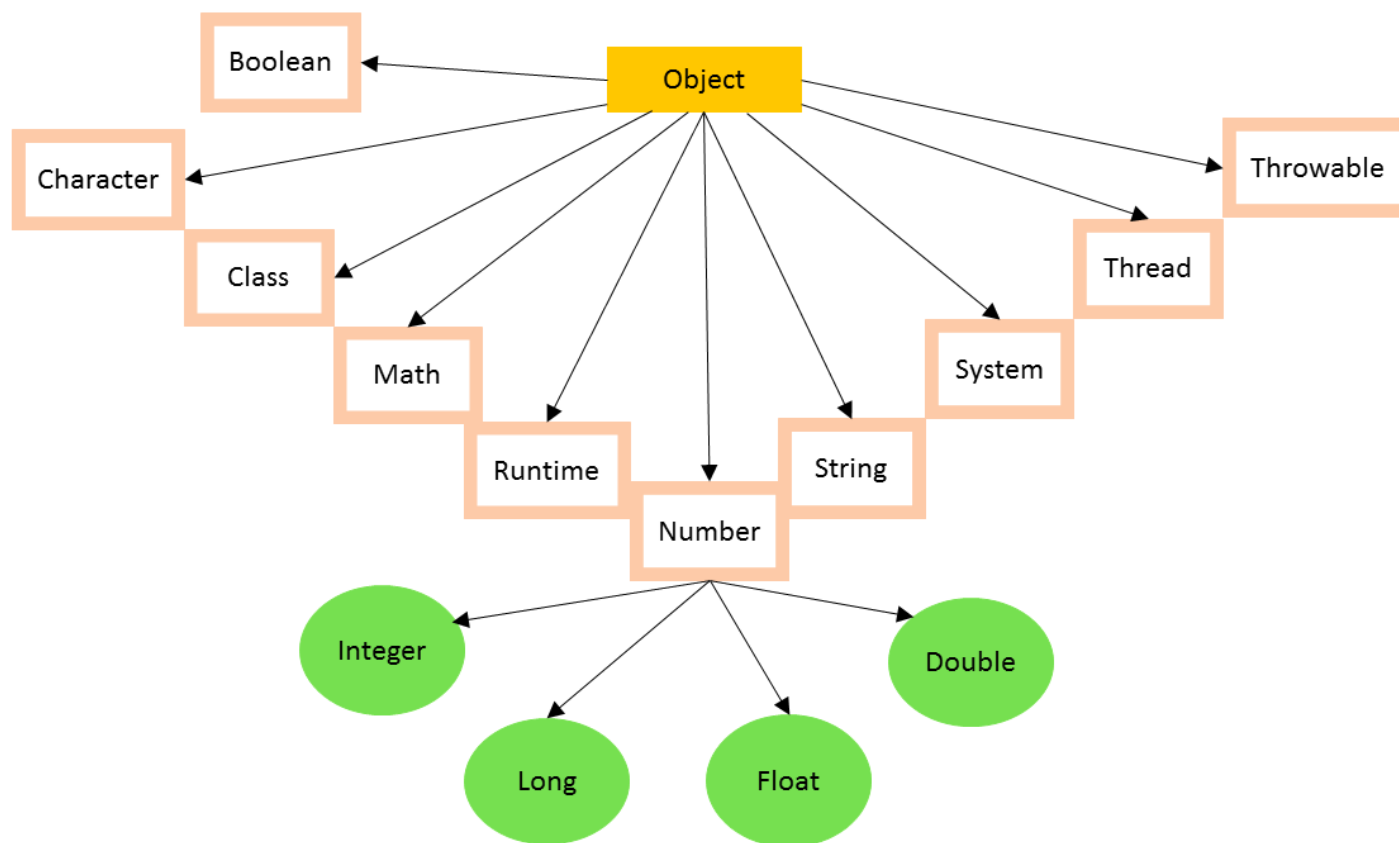 Boolean
Object
Character
Throwable
Class
Thread
Math
System
Runtime
String
Number
Integer
Double
Long
Float